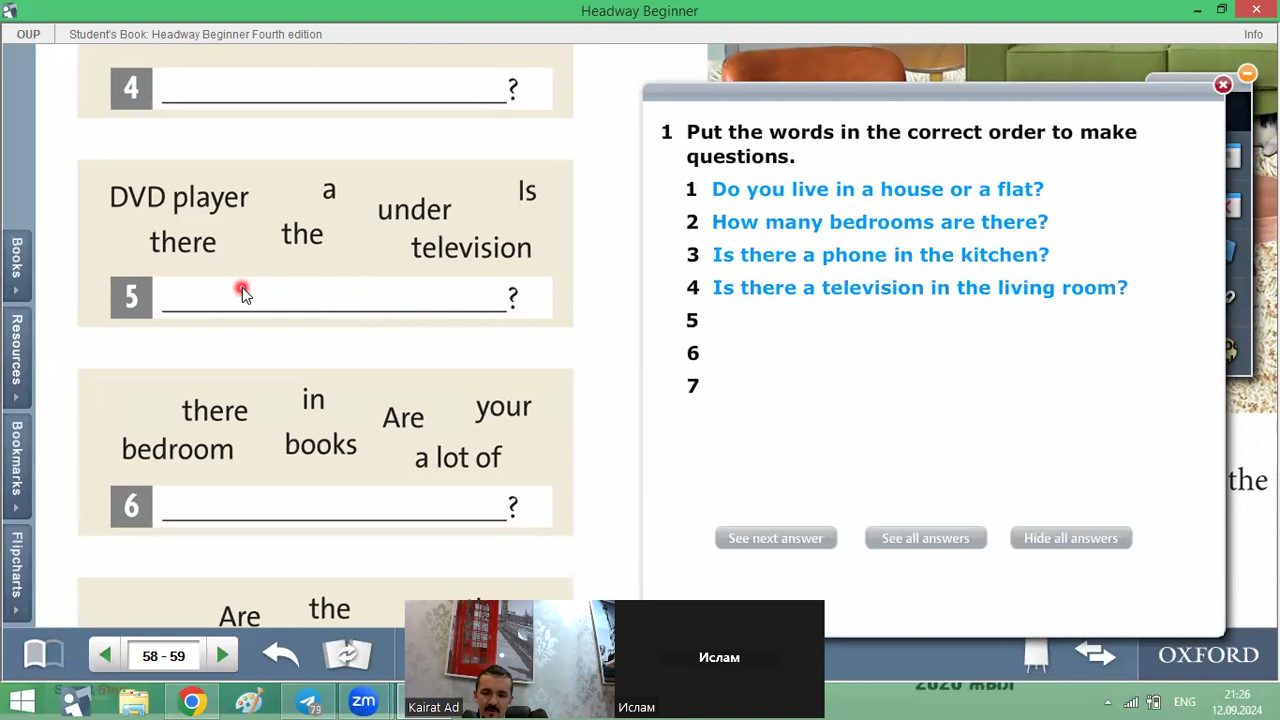 Headway Beginner
OUP
Student's Book: Headway Beginner Fourth edition
Info
4 ?
DVD player a under Is
there the television
5 ?
there in Are your
bedroom books a lot of
6 ?
Are the
1 Put the words in the correct order to make
questions.
1 Do you live in a house or a flat?
2 How many bedrooms are there?
3 Is there a phone in the kitchen?
4 Is there a television in the living room?
5
6
7
See next answer
See all answers
Hide all answers
the
Books
Resources
Bookmarks
Flipcharts
58 - 59
OXFORD
Kairat Ad
Ислам
Ислам
79
zm
ENG
21:26
12.09.2024